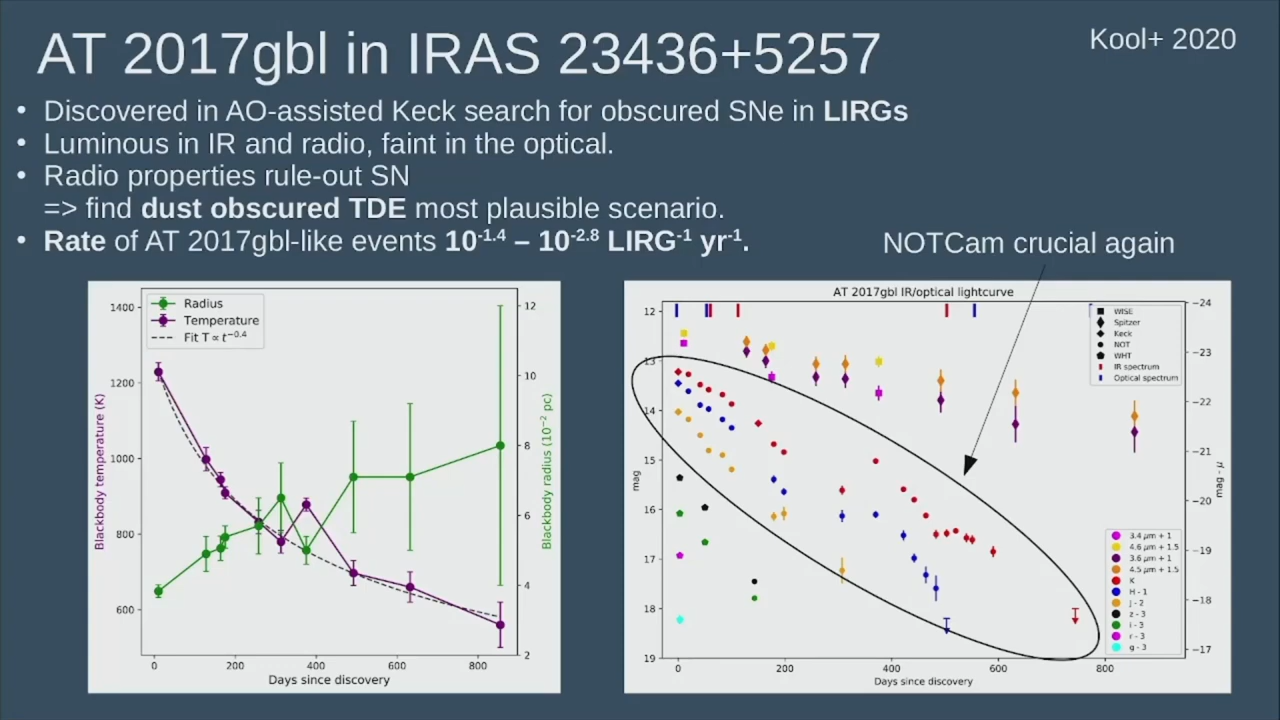 AT 2017gbl in IRAS 23436+5257
Kool+ 2020
• Discovered in AO-assisted Keck search for obscured SNe in LIRGs
• Luminous in IR and radio, faint in the optical.
• Radio properties rule-out SN
=> find dust obscured TDE most plausible scenario.
• Rate of AT 2017gbl-like events 10^-1.4 – 10^-2.8 LIRG^-1 yr^-1.
NOTCam crucial again
Radius
Temperature
Fit T ∝ t^-0.4
1400
1200
1000
800
600
Blackbody temperature (K)
12
10
8
6
4
2
Blackbody radius (10^-2 pc)
0 200 400 600 800
Days since discovery
AT 2017gbl IR/optical lightcurve
12
13
14
15
16
17
18
19
mag
WISE
Spitzer
Keck
NOT
WHT
IR spectrum
Optical spectrum
3.4 μm + 1
4.6 μm + 1.5
3.6 μm + 1
4.5 μm + 1.5
K
H - 1
J - 2
z - 3
i - 3
r - 3
g - 3
−24
−23
−22
−21
−20
−19
−18
−17
mag - μ
0 200 400 600 800
Days since discovery